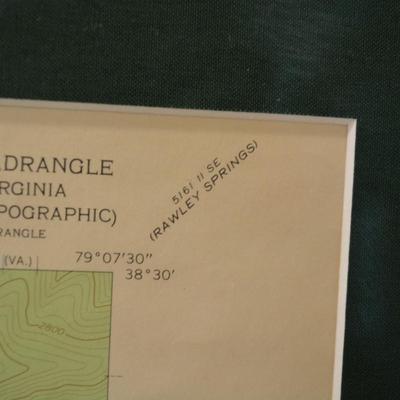 ADRANGLE
RGINIA
POGRAPHIC)
RANGLE
(VA.)
79°07'30"
38°30'
5161 II SE
(RAWLEY SPRINGS)
2800